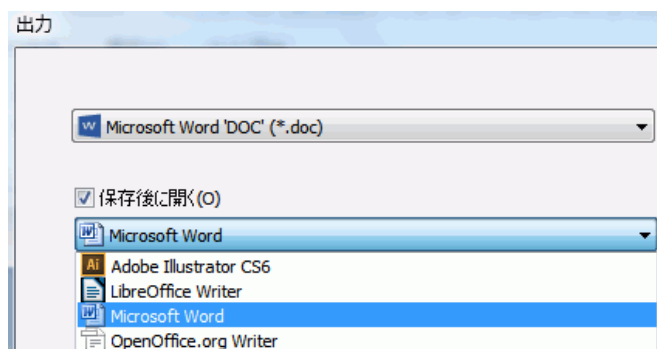 出力
Microsoft Word 'DOC' (*.doc)
保存後に開く(O)
Microsoft Word
Adobe Illustrator CS6
LibreOffice Writer
Microsoft Word
OpenOffice.org Writer